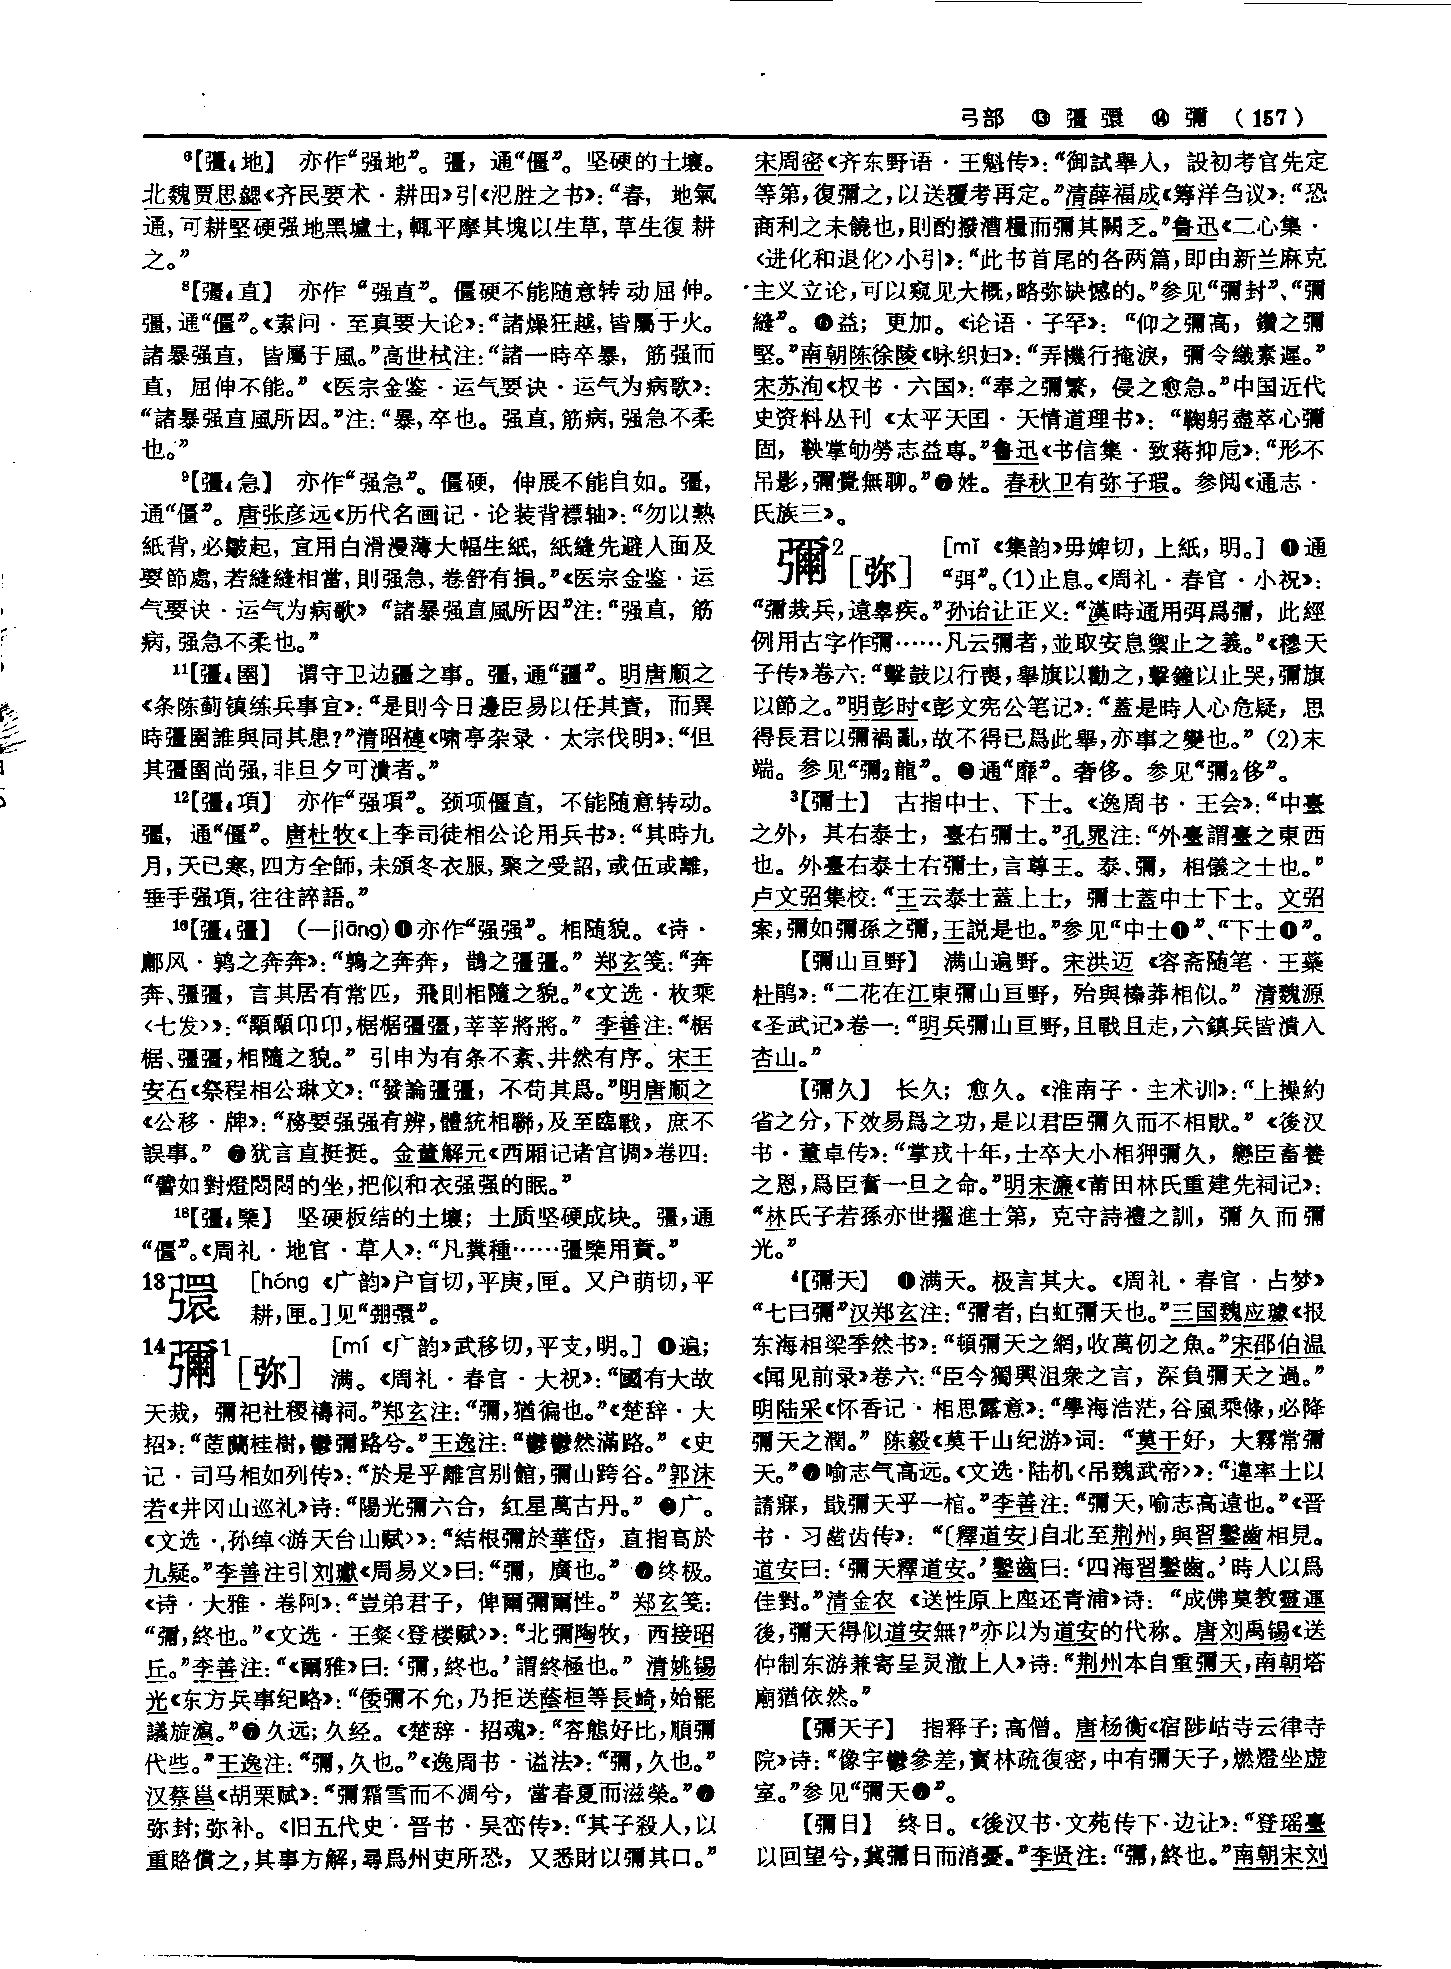 弓部 ⑬彊彋 ⑭彌 (157)
⁶【彊₄地】 亦作“强地”。彊，通“僵”。坚硬的土壤。
北魏贾思勰《齐民要术·耕田》引《氾胜之书》：“春，地氣
通，可耕堅硬强地黑壚土，輒平摩其塊以生草，草生復耕
之。”
⁸【彊₄直】 亦作“强直”。僵硬不能随意转动屈伸。
彊，通“僵”。《素问·至真要大论》：“諸燥狂越，皆屬于火。
諸暴强直，皆屬于風。”高世栻注：“諸一時卒暴，筋强而
直，屈伸不能。”《医宗金鉴·运气要诀·运气为病歌》：
“諸暴强直風所因。”注：“暴，卒也。强直，筋病，强急不柔
也。”
⁹【彊₄急】 亦作“强急”。僵硬，伸展不能自如。彊，
通“僵”。唐张彦远《历代名画记·论装背褾轴》：“勿以熟
紙背，必皺起，宜用白滑漫薄大幅生紙，紙縫先避人面及
要節處，若縫縫相當，則强急，卷舒有損。”《医宗金鉴·运
气要诀·运气为病歌》“諸暴强直風所因”注：“强直，筋
病，强急不柔也。”
¹¹【彊₄圉】 谓守卫边疆之事。彊，通“疆”。明唐顺之
《条陈蓟镇练兵事宜》：“是則今日邊臣易以任其責，而異
時彊圉誰與同其患？”清昭槤《啸亭杂录·太宗伐明》：“但
其彊圉尚强，非旦夕可潰者。”
¹²【彊₄項】 亦作“强項”。颈项僵直，不能随意转动。
彊，通“僵”。唐杜牧《上李司徒相公论用兵书》：“其時九
月，天已寒，四方全師，未頒冬衣服，聚之受詔，或伍或離，
垂手强項，往往誶語。”
¹⁶【彊₄彊】 (—jiāng)❶亦作“强强”。相随貌。《诗·
鄘风·鹑之奔奔》：“鶉之奔奔，鵲之彊彊。”郑玄笺：“奔
奔、彊彊，言其居有常匹，飛則相隨之貌。”《文选·枚乘
〈七发〉》：“顒顒卬卬，椐椐彊彊，莘莘將將。”李善注：“椐
椐、彊彊，相隨之貌。”引申为有条不紊、井然有序。宋王
安石《祭程相公琳文》：“發論彊彊，不苟其爲。”明唐顺之
《公移·牌》：“務要强强有辨，體統相聯，及至臨戰，庶不
誤事。”❷犹言直挺挺。金董解元《西厢记诸宫调》卷四：
“譬如對燈悶悶的坐，把似和衣强强的眠。”
¹⁸【彊₄㯺】 坚硬板结的土壤；土质坚硬成块。彊，通
“僵”。《周礼·地官·草人》：“凡糞種……彊㯺用蕡。”
13彋 [hóng 《广韵》户盲切，平庚，匣。又户萌切，平
耕，匣。]见“弸彋”。
14彌¹[弥] [mí 《广韵》武移切，平支，明。] ❶遍；
满。《周礼·春官·大祝》：“國有大故
天烖，彌祀社稷禱祠。”郑玄注：“彌，猶徧也。”《楚辞·大
招》：“茝蘭桂樹，鬱彌路兮。”王逸注：“鬱鬱然滿路。”《史
记·司马相如列传》：“於是乎離宫别館，彌山跨谷。”郭沫
若《井冈山巡礼》诗：“陽光彌六合，紅星萬古丹。”❷广。
《文选·孙绰〈游天台山赋〉》：“結根彌於華岱，直指高於
九疑。”李善注引刘瓛《周易义》曰：“彌，廣也。”❸终极。
《诗·大雅·卷阿》：“豈弟君子，俾爾彌爾性。”郑玄笺：
“彌，終也。”《文选·王粲〈登楼赋〉》：“北彌陶牧，西接昭
丘。”李善注：“《爾雅》曰：‘彌，終也。’謂終極也。”清姚锡
光《东方兵事纪略》：“倭彌不允，乃拒送蔭桓等長崎，始罷
議旋滬。”❹久远；久经。《楚辞·招魂》：“容態好比，順彌
代些。”王逸注：“彌，久也。”《逸周书·谥法》：“彌，久也。”
汉蔡邕《胡栗赋》：“彌霜雪而不凋兮，當春夏而滋榮。”❺
弥封；弥补。《旧五代史·晋书·吴峦传》：“其子殺人，以
重賂償之，其事方解，尋爲州吏所恐，又悉財以彌其口。”
宋周密《齐东野语·王魁传》：“御試舉人，設初考官先定
等第，復彌之，以送覆考再定。”清薛福成《筹洋刍议》：“恐
商利之未饒也，則酌撥漕糧而彌其闕乏。”鲁迅《二心集·
〈进化和退化〉小引》：“此书首尾的各两篇，即由新兰麻克
主义立论，可以窥见大概，略弥缺憾的。”参见“彌封”、“彌
縫”。❻益；更加。《论语·子罕》：“仰之彌高，鑽之彌
堅。”南朝陈徐陵《咏织妇》：“弄機行掩淚，彌令織素遲。”
宋苏洵《权书·六国》：“奉之彌繁，侵之愈急。”中国近代
史资料丛刊《太平天国·天情道理书》：“鞠躬盡萃心彌
固，鞅掌劬勞志益專。”鲁迅《书信集·致蒋抑卮》：“形不
吊影，彌覺無聊。”❼姓。春秋卫有弥子瑕。参阅《通志·
氏族三》。
彌²[弥] [mǐ 《集韵》毋婢切，上紙，明。] ❶通
“弭”。(1)止息。《周礼·春官·小祝》：
“彌烖兵，遠辠疾。”孙诒让正义：“漢時通用弭爲彌，此經
例用古字作彌……凡云彌者，並取安息禦止之義。”《穆天
子传》卷六：“擊鼓以行喪，舉旗以勸之，擊鐘以止哭，彌旗
以節之。”明彭时《彭文宪公笔记》：“蓋是時人心危疑，思
得長君以彌禍亂，故不得已爲此舉，亦事之變也。”(2)末
端。参见“彌₂龍”。❷通“靡”。奢侈。参见“彌₂侈”。
³【彌士】 古指中士、下士。《逸周书·王会》：“中臺
之外，其右泰士，臺右彌士。”孔晁注：“外臺謂臺之東西
也。外臺右泰士右彌士，言尊王。泰、彌，相儀之士也。”
卢文弨集校：“王云泰士蓋上士，彌士蓋中士下士。文弨
案，彌如彌孫之彌，王説是也。”参见“中士❶”、“下士❶”。
【彌山亘野】 满山遍野。宋洪迈《容斋随笔·玉蕊
杜鹃》：“二花在江東彌山亘野，殆與榛莽相似。”清魏源
《圣武记》卷一：“明兵彌山亘野，且戰且走，六鎮兵皆潰入
杏山。”
【彌久】 长久；愈久。《淮南子·主术训》：“上操約
省之分，下效易爲之功，是以君臣彌久而不相猒。”《後汉
书·董卓传》：“掌戎十年，士卒大小相狎彌久，戀臣畜養
之恩，爲臣奮一旦之命。”明宋濂《莆田林氏重建先祠记》：
“林氏子若孫亦世擢進士第，克守詩禮之訓，彌久而彌
光。”
⁴【彌天】 ❶满天。极言其大。《周礼·春官·占梦》
“七曰彌”汉郑玄注：“彌者，白虹彌天也。”三国魏应璩《报
东海相梁季然书》：“頓彌天之網，收萬仞之魚。”宋邵伯温
《闻见前录》卷六：“臣今獨興沮衆之言，深負彌天之過。”
明陆采《怀香记·相思露意》：“學海浩茫，谷風乘條，必降
彌天之潤。”陈毅《莫干山纪游》词：“莫干好，大霧常彌
天。”❷喻志气高远。《文选·陆机〈吊魏武帝〉》：“違率土以
請寐，戢彌天乎一棺。”李善注：“彌天，喻志高遠也。”《晋
书·习凿齿传》：“〔釋道安〕自北至荆州，與習鑿齒相見。
道安曰：‘彌天釋道安。’鑿齒曰：‘四海習鑿齒。’時人以爲
佳對。”清金农《送性原上座还青浦》诗：“成佛莫教靈運
後，彌天得似道安無？”亦以为道安的代称。唐刘禹锡《送
仲制东游兼寄呈灵澈上人》诗：“荆州本自重彌天，南朝塔
廟猶依然。”
【彌天子】 指释子；高僧。唐杨衡《宿陟岵寺云律寺
院》诗：“像宇鬱參差，寶林疏復密，中有彌天子，燃燈坐虚
室。”参见“彌天❷”。
【彌日】 终日。《後汉书·文苑传下·边让》：“登瑶臺
以回望兮，冀彌日而消憂。”李贤注：“彌，終也。”南朝宋刘